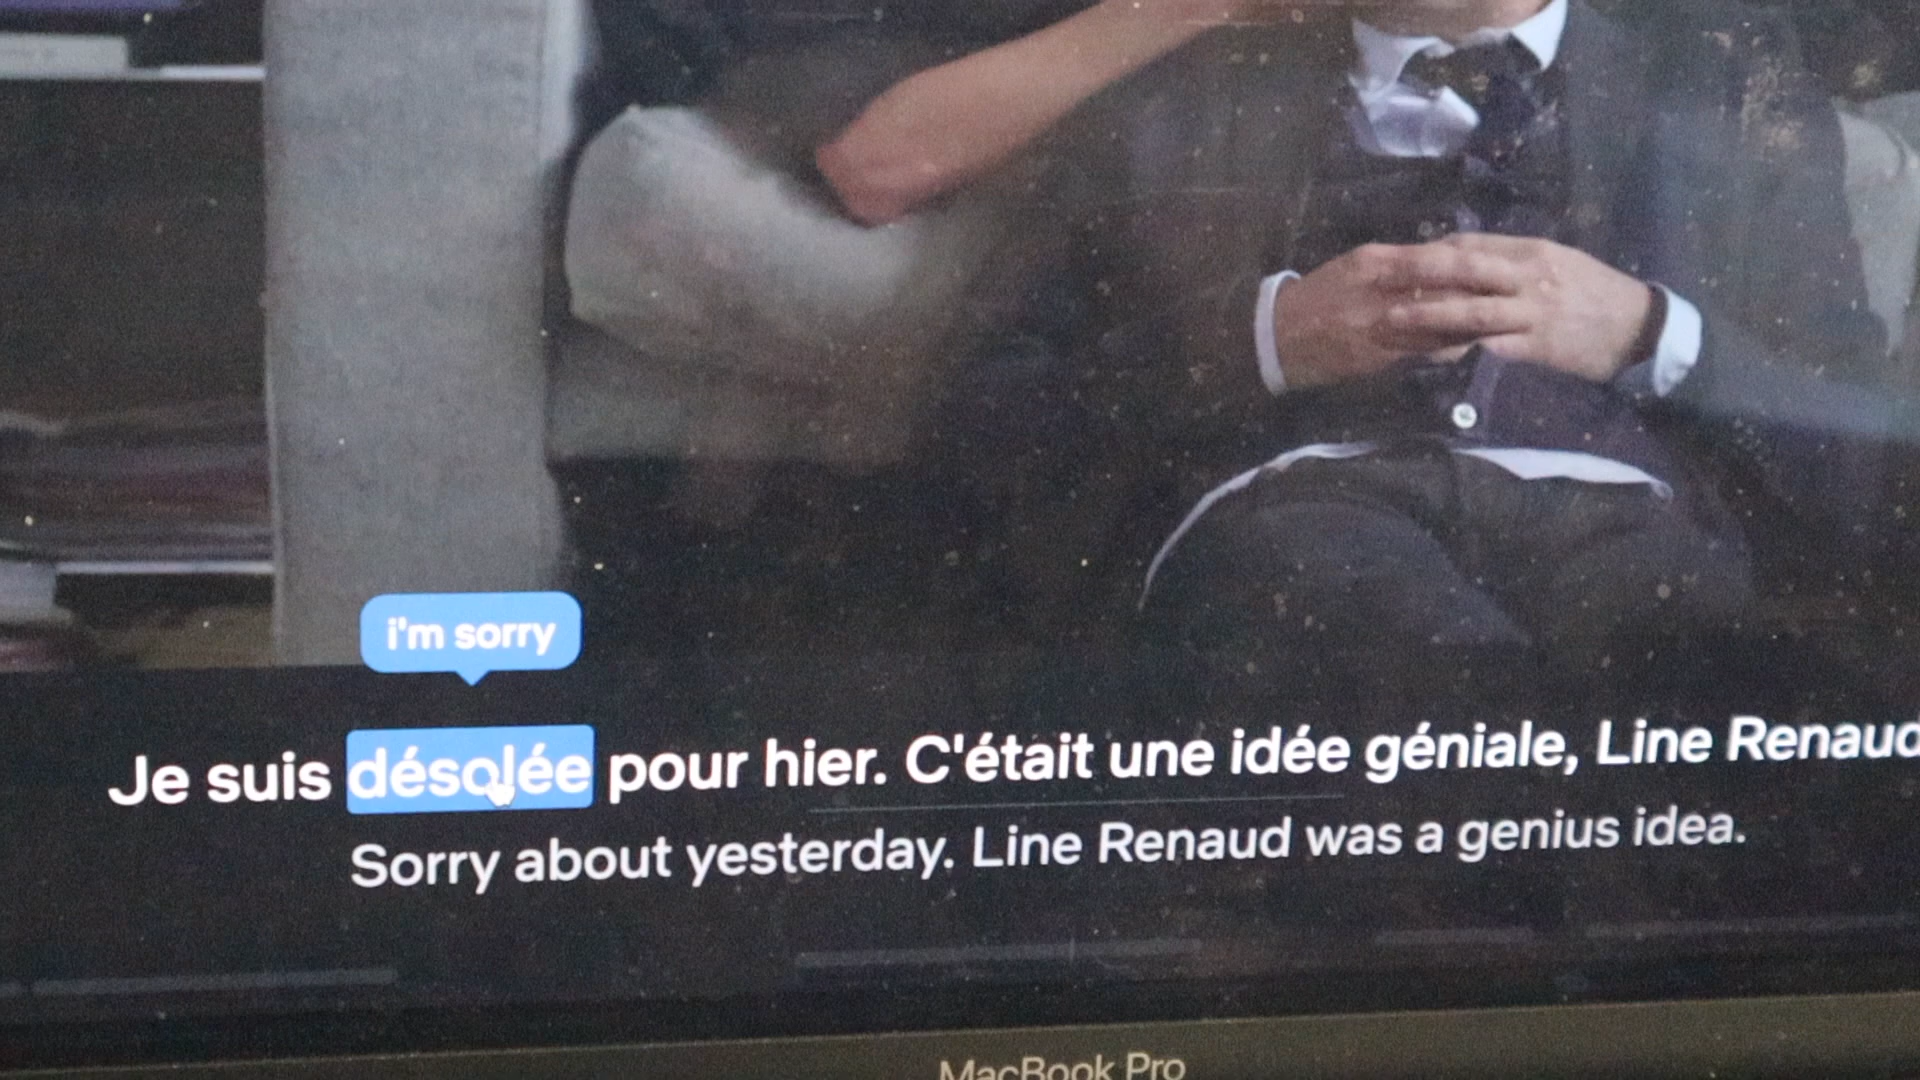 i'm sorry
Je suis désolée pour hier. C'était une idée géniale, Line Renaud
Sorry about yesterday. Line Renaud was a genius idea.
MacBook Pro